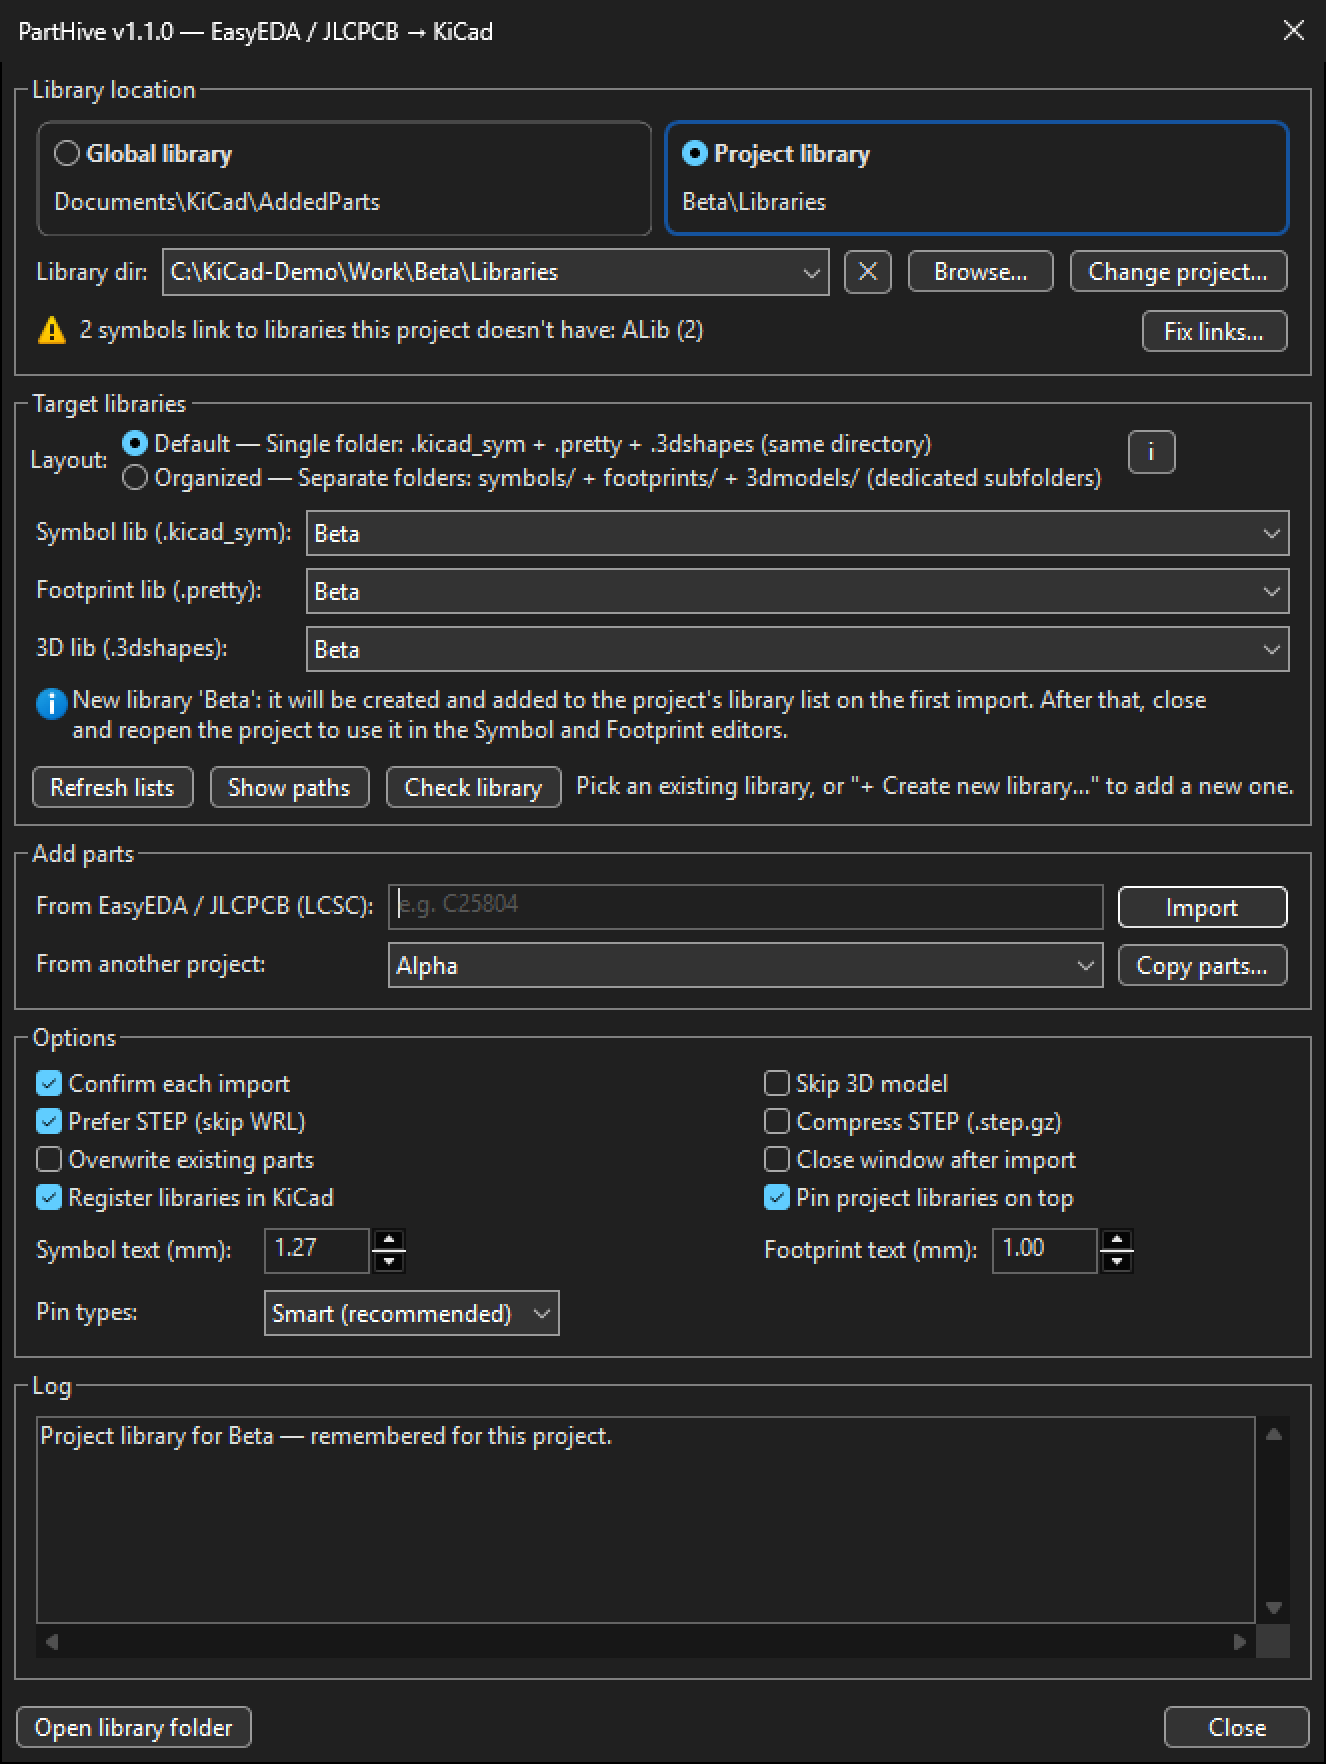 PartHive v1.1.0 — EasyEDA / JLCPCB → KiCad
Library location
Global library
Documents\KiCad\AddedParts
Project library
Beta\Libraries
Library dir:
C:\KiCad-Demo\Work\Beta\Libraries
Browse...
Change project...
2 symbols link to libraries this project doesn't have: ALib (2)
Fix links...
Target libraries
Layout:
Default — Single folder: .kicad_sym + .pretty + .3dshapes (same directory)
Organized — Separate folders: symbols/ + footprints/ + 3dmodels/ (dedicated subfolders)
i
Symbol lib (.kicad_sym):
Beta
Footprint lib (.pretty):
Beta
3D lib (.3dshapes):
Beta
New library 'Beta': it will be created and added to the project's library list on the first import. After that, close
and reopen the project to use it in the Symbol and Footprint editors.
Refresh lists
Show paths
Check library
Pick an existing library, or "+ Create new library..." to add a new one.
Add parts
From EasyEDA / JLCPCB (LCSC):
e.g. C25804
Import
From another project:
Alpha
Copy parts...
Options
Confirm each import
Skip 3D model
Prefer STEP (skip WRL)
Compress STEP (.step.gz)
Overwrite existing parts
Close window after import
Register libraries in KiCad
Pin project libraries on top
Symbol text (mm):
1.27
Footprint text (mm):
1.00
Pin types:
Smart (recommended)
Log
Project library for Beta — remembered for this project.
Open library folder
Close